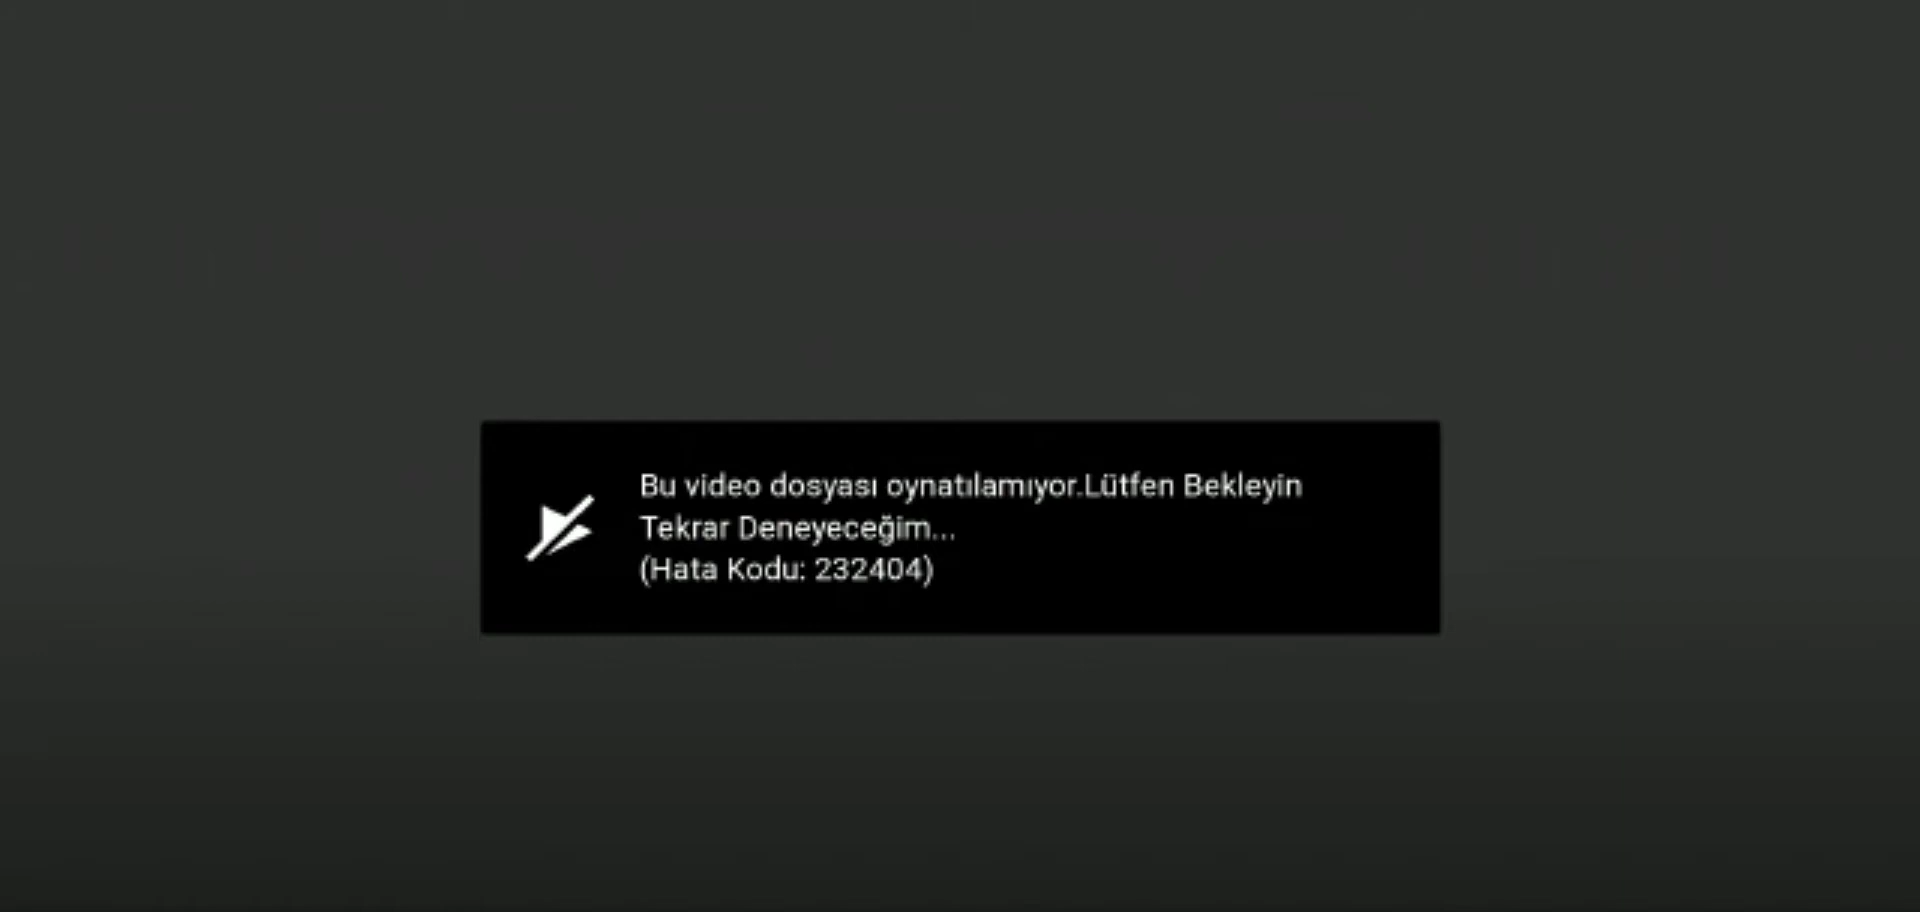 Bu video dosyası oynatılamıyor.Lütfen Bekleyin
Tekrar Deneyeceğim...
(Hata Kodu: 232404)